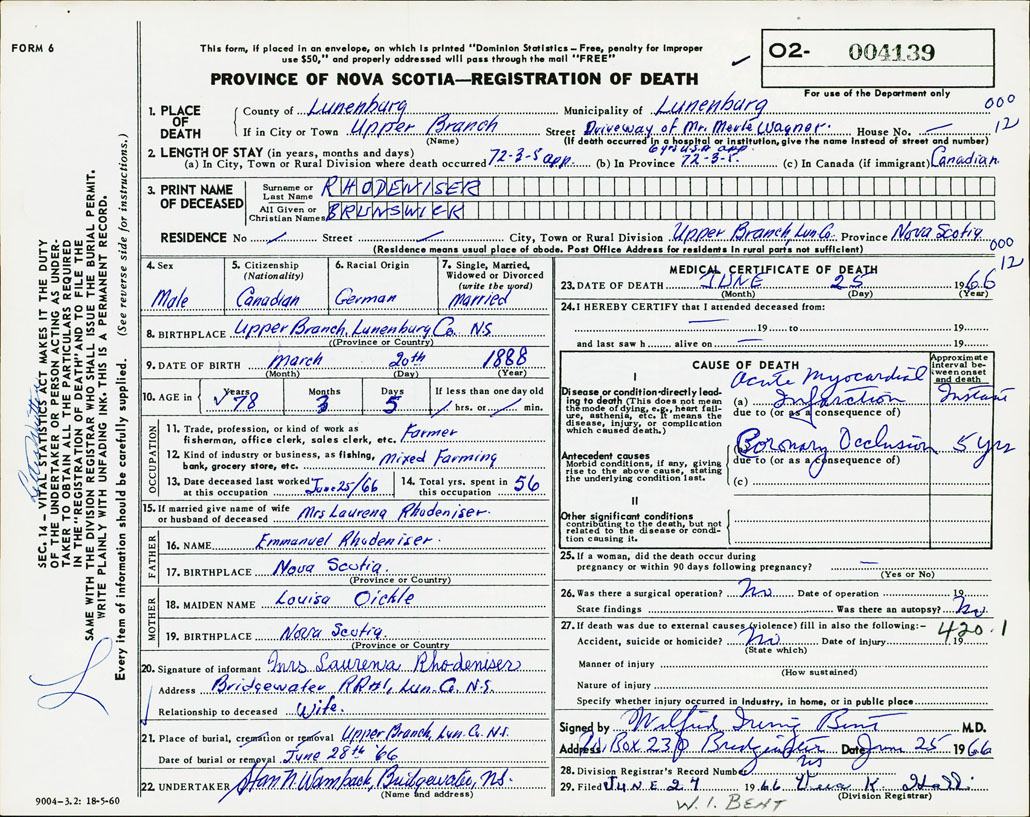 FORM 6
This form, if placed in an envelope, on which is printed "Dominion Statistics – Free, penalty for improper
use $50," and properly addressed will pass through the mail "FREE"
PROVINCE OF NOVA SCOTIA—REGISTRATION OF DEATH
O2- 004139
For use of the Department only
000
12
1. PLACE OF DEATH County of Lunenburg Municipality of Lunenburg
If in City or Town Upper Branch Street Driveway of Mr. Merle Wagner. House No. —
(Name) (If death occurred in a hospital or institution, give name instead of street and number)
2. LENGTH OF STAY (in years, months and days) 6 yrs U.S.A app
(a) In City, Town or Rural Division where death occurred 72-3-5 app. (b) In Province 72-3-5. (c) In Canada (if immigrant) Canadian
3. PRINT NAME OF DECEASED
Surname or Last Name RHODENISER
All Given or Christian Names BRUNSWICK
RESIDENCE No / Street / City, Town or Rural Division Upper Branch, Lun Co. Province Nova Scotia
(Residence means usual place of abode. Post Office Address for residents in rural parts not sufficient)
000
12
4. Sex Male
5. Citizenship (Nationality) Canadian
6. Racial Origin German
7. Single, Married, Widowed or Divorced (write the word) Married
8. BIRTHPLACE Upper Branch, Lunenburg Co. N.S.
((Province or Country)
9. DATE OF BIRTH March 20th 1888
(Month) (Day) (Year)
10. AGE in Years 78 Months 3 Days 5 If less than one day old / hrs. or / min.
OCCUPATION
11. Trade, profession, or kind of work as fisherman, office clerk, sales clerk, etc. Farmer
12. Kind of industry or business, as fishing, bank, grocery store, etc. Mixed Farming
13. Date deceased last worked at this occupation June 25/66
14. Total yrs. spent in this occupation 56
15. If married give name of wife or husband of deceased Mrs Laurena Rhodeniser.
FATHER
16. NAME Emmanuel Rhodeniser.
17. BIRTHPLACE Nova Scotia
(Province or Country)
MOTHER
18. MAIDEN NAME Louisa Oickle
19. BIRTHPLACE Nova Scotia.
(Province or Country)
20. Signature of informant Mrs Laurena Rhodeniser
Address Bridgewater RR#1, Lun. Co. N.S.
Relationship to deceased Wife.
21. Place of burial, cremation or removal Upper Branch, Lun. Co. N.S.
Date of burial or removal June 28th '66
22. UNDERTAKER Stan N. Wamback, Bridgewater, N.S.
(Name and address)
9004-3.2: 18-5-60
MEDICAL CERTIFICATE OF DEATH
23. DATE OF DEATH JUNE 25 1966
(Month) (Day) (Year)
24. I HEREBY CERTIFY that I attended deceased from:
— 19 to 19
and last saw h — alive on — 19
CAUSE OF DEATH
Approximate interval between onset and death
I
Disease or condition directly leading to death (This does not mean the mode of dying, e.g., heart failure, asthenia, etc. It means the disease, injury, or complication which caused death.)
(a) Acute Myocardial Infarction Instant
due to (or as a consequence of)
Antecedent causes
Morbid conditions, if any, giving rise to the above cause, stating the underlying condition last.
(b) Coronary Occlusion 5 yrs
due to (or as a consequence of)
(c)
II
Other significant conditions
contributing to the death, but not related to the disease or condition causing it.
25. If a woman, did the death occur during
pregnancy or within 90 days following pregnancy? —
(Yes or No)
26. Was there a surgical operation? No Date of operation 19
State findings Was there an autopsy? No
27. If death was due to external causes (violence) fill in also the following:–
420.1
Accident, suicide or homicide? No Date of injury 19
(State which)
Manner of injury
(How sustained)
Nature of injury
Specify whether injury occurred in industry, in home, or in public place
Signed by Wilfrid Irving Bent M.D.
Address Box 238 Date June 25 1966
NS
28. Division Registrar's Record Number
29. Filed JUNE 27 1966 Vera K.
(Division Registrar)
W. I. BENT
SEC. 14 – VITAL STATISTICS ACT MAKES IT THE DUTY
OF THE UNDERTAKER OR PERSON ACTING AS UNDER-
TAKER TO OBTAIN ALL THE PARTICULARS REQUIRED
IN THE "REGISTRATION OF DEATH" AND TO FILE THE
SAME WITH THE DIVISION REGISTRAR WHO SHALL ISSUE THE BURIAL PERMIT.
WRITE PLAINLY WITH UNFADING INK. THIS IS A PERMANENT RECORD.
Every item of information should be carefully supplied. (See reverse side for instructions.)